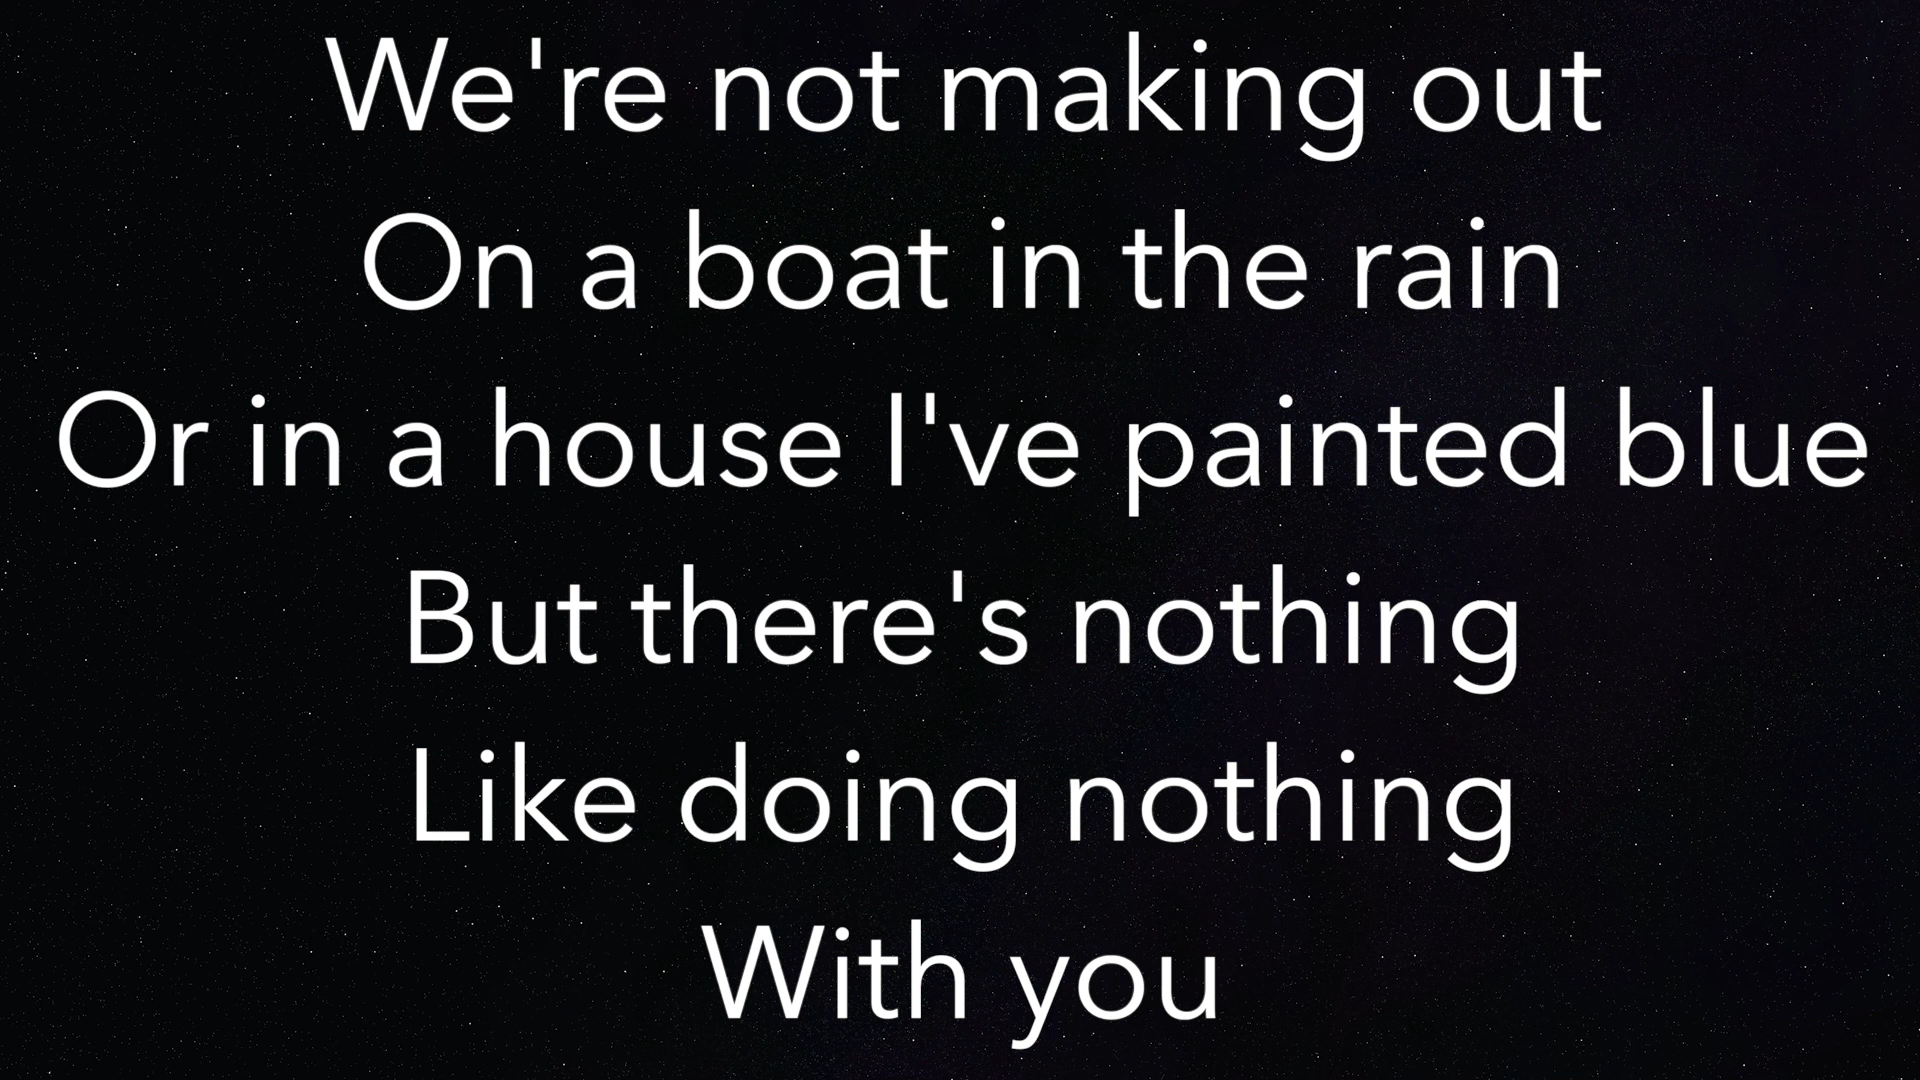 We're not making out
On a boat in the rain
Or in a house I've painted blue
But there's nothing
Like doing nothing
With you